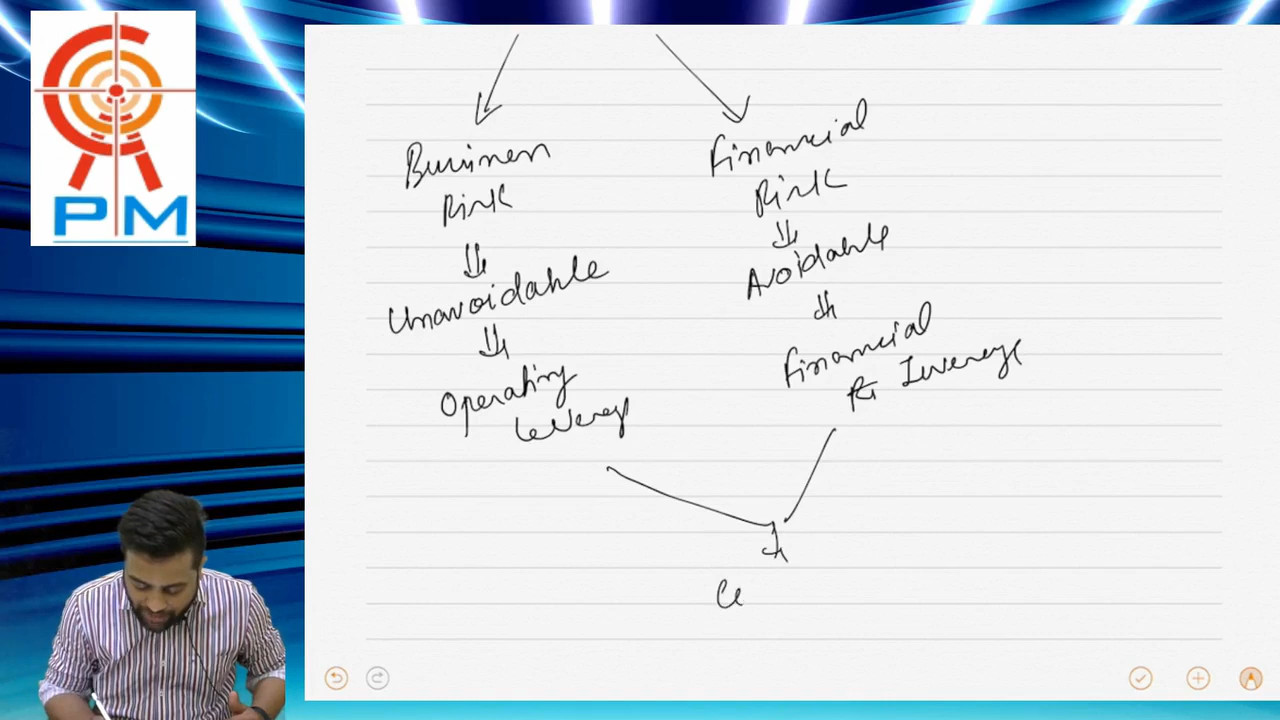 PM
Business
Risk
Unavoidable
Operating
Leverage
Financial
Risk
Avoidable
Financial
Leverage